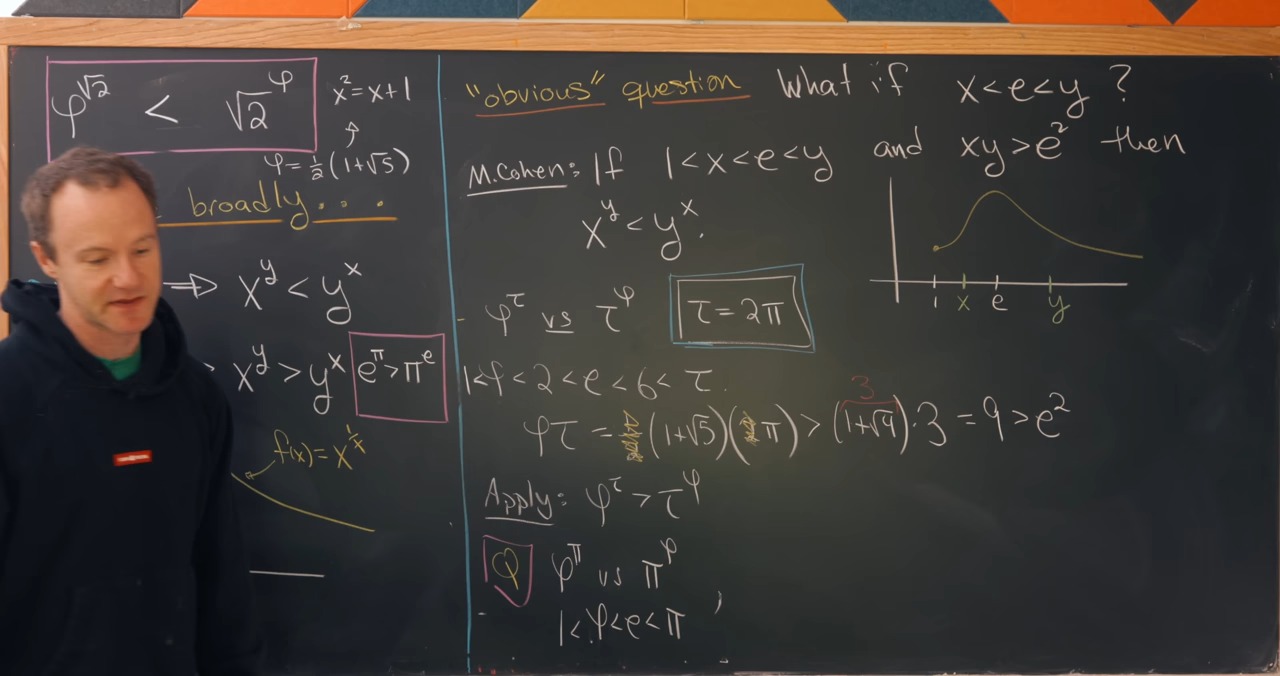 φ^√2 < √2^φ
x² = x+1
φ = ½(1+√5)
broadly...
⇒ x^y < y^x
> x^y > y^x
e^π > π^e
f(x) = x^(1/x)
"obvious" question What if x<e<y ?
M.Cohen: If 1<x<e<y and xy>e² then
x^y < y^x.
1 x e y
- φ^τ vs τ^φ
τ = 2π
1<φ<2<e<6<τ.
φτ = (1+√5)(π) > (1+√4)·3 = 9 > e²
3
Apply: φ^τ > τ^φ
Q φ^π vs π^φ
1<φ<e<π ,